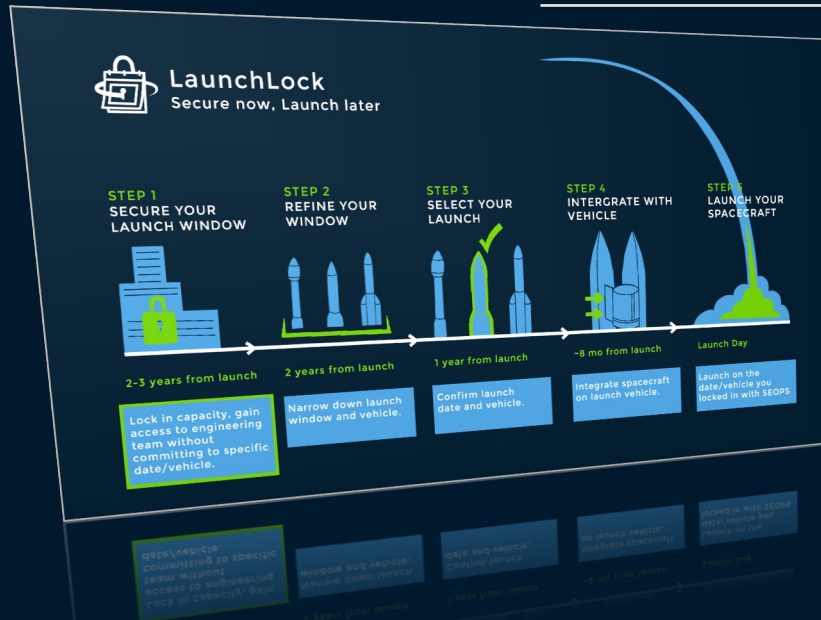 LaunchLock
Secure now, Launch later
STEP 1
SECURE YOUR
LAUNCH WINDOW
STEP 2
REFINE YOUR
WINDOW
STEP 3
SELECT YOUR
LAUNCH
STEP 4
INTERGRATE WITH
VEHICLE
STEP 5
LAUNCH YOUR
SPACECRAFT
2-3 years from launch
2 years from launch
1 year from launch
~8 mo from launch
Launch Day
Lock in capacity, gain
access to engineering
team without
committing to specific
date/vehicle.
Narrow down launch
window and vehicle.
Confirm launch
date and vehicle.
Integrate spacecraft
on launch vehicle.
Launch on the
date/vehicle you
locked in with SEOPS